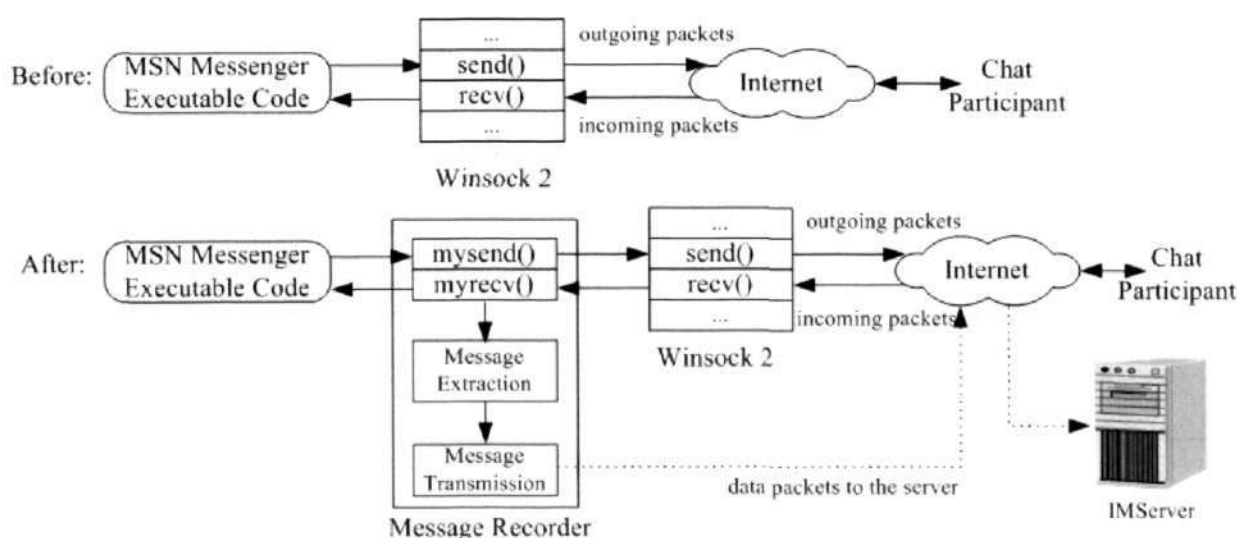 Before:
MSN Messenger
Executable Code
...
send()
recv()
...
Winsock 2
outgoing packets
incoming packets
Internet
Chat
Participant
After:
MSN Messenger
Executable Code
mysend()
myrecv()
Message
Extraction
Message
Transmission
Message Recorder
...
send()
recv()
...
Winsock 2
outgoing packets
incoming packets
Internet
Chat
Participant
data packets to the server
IMServer